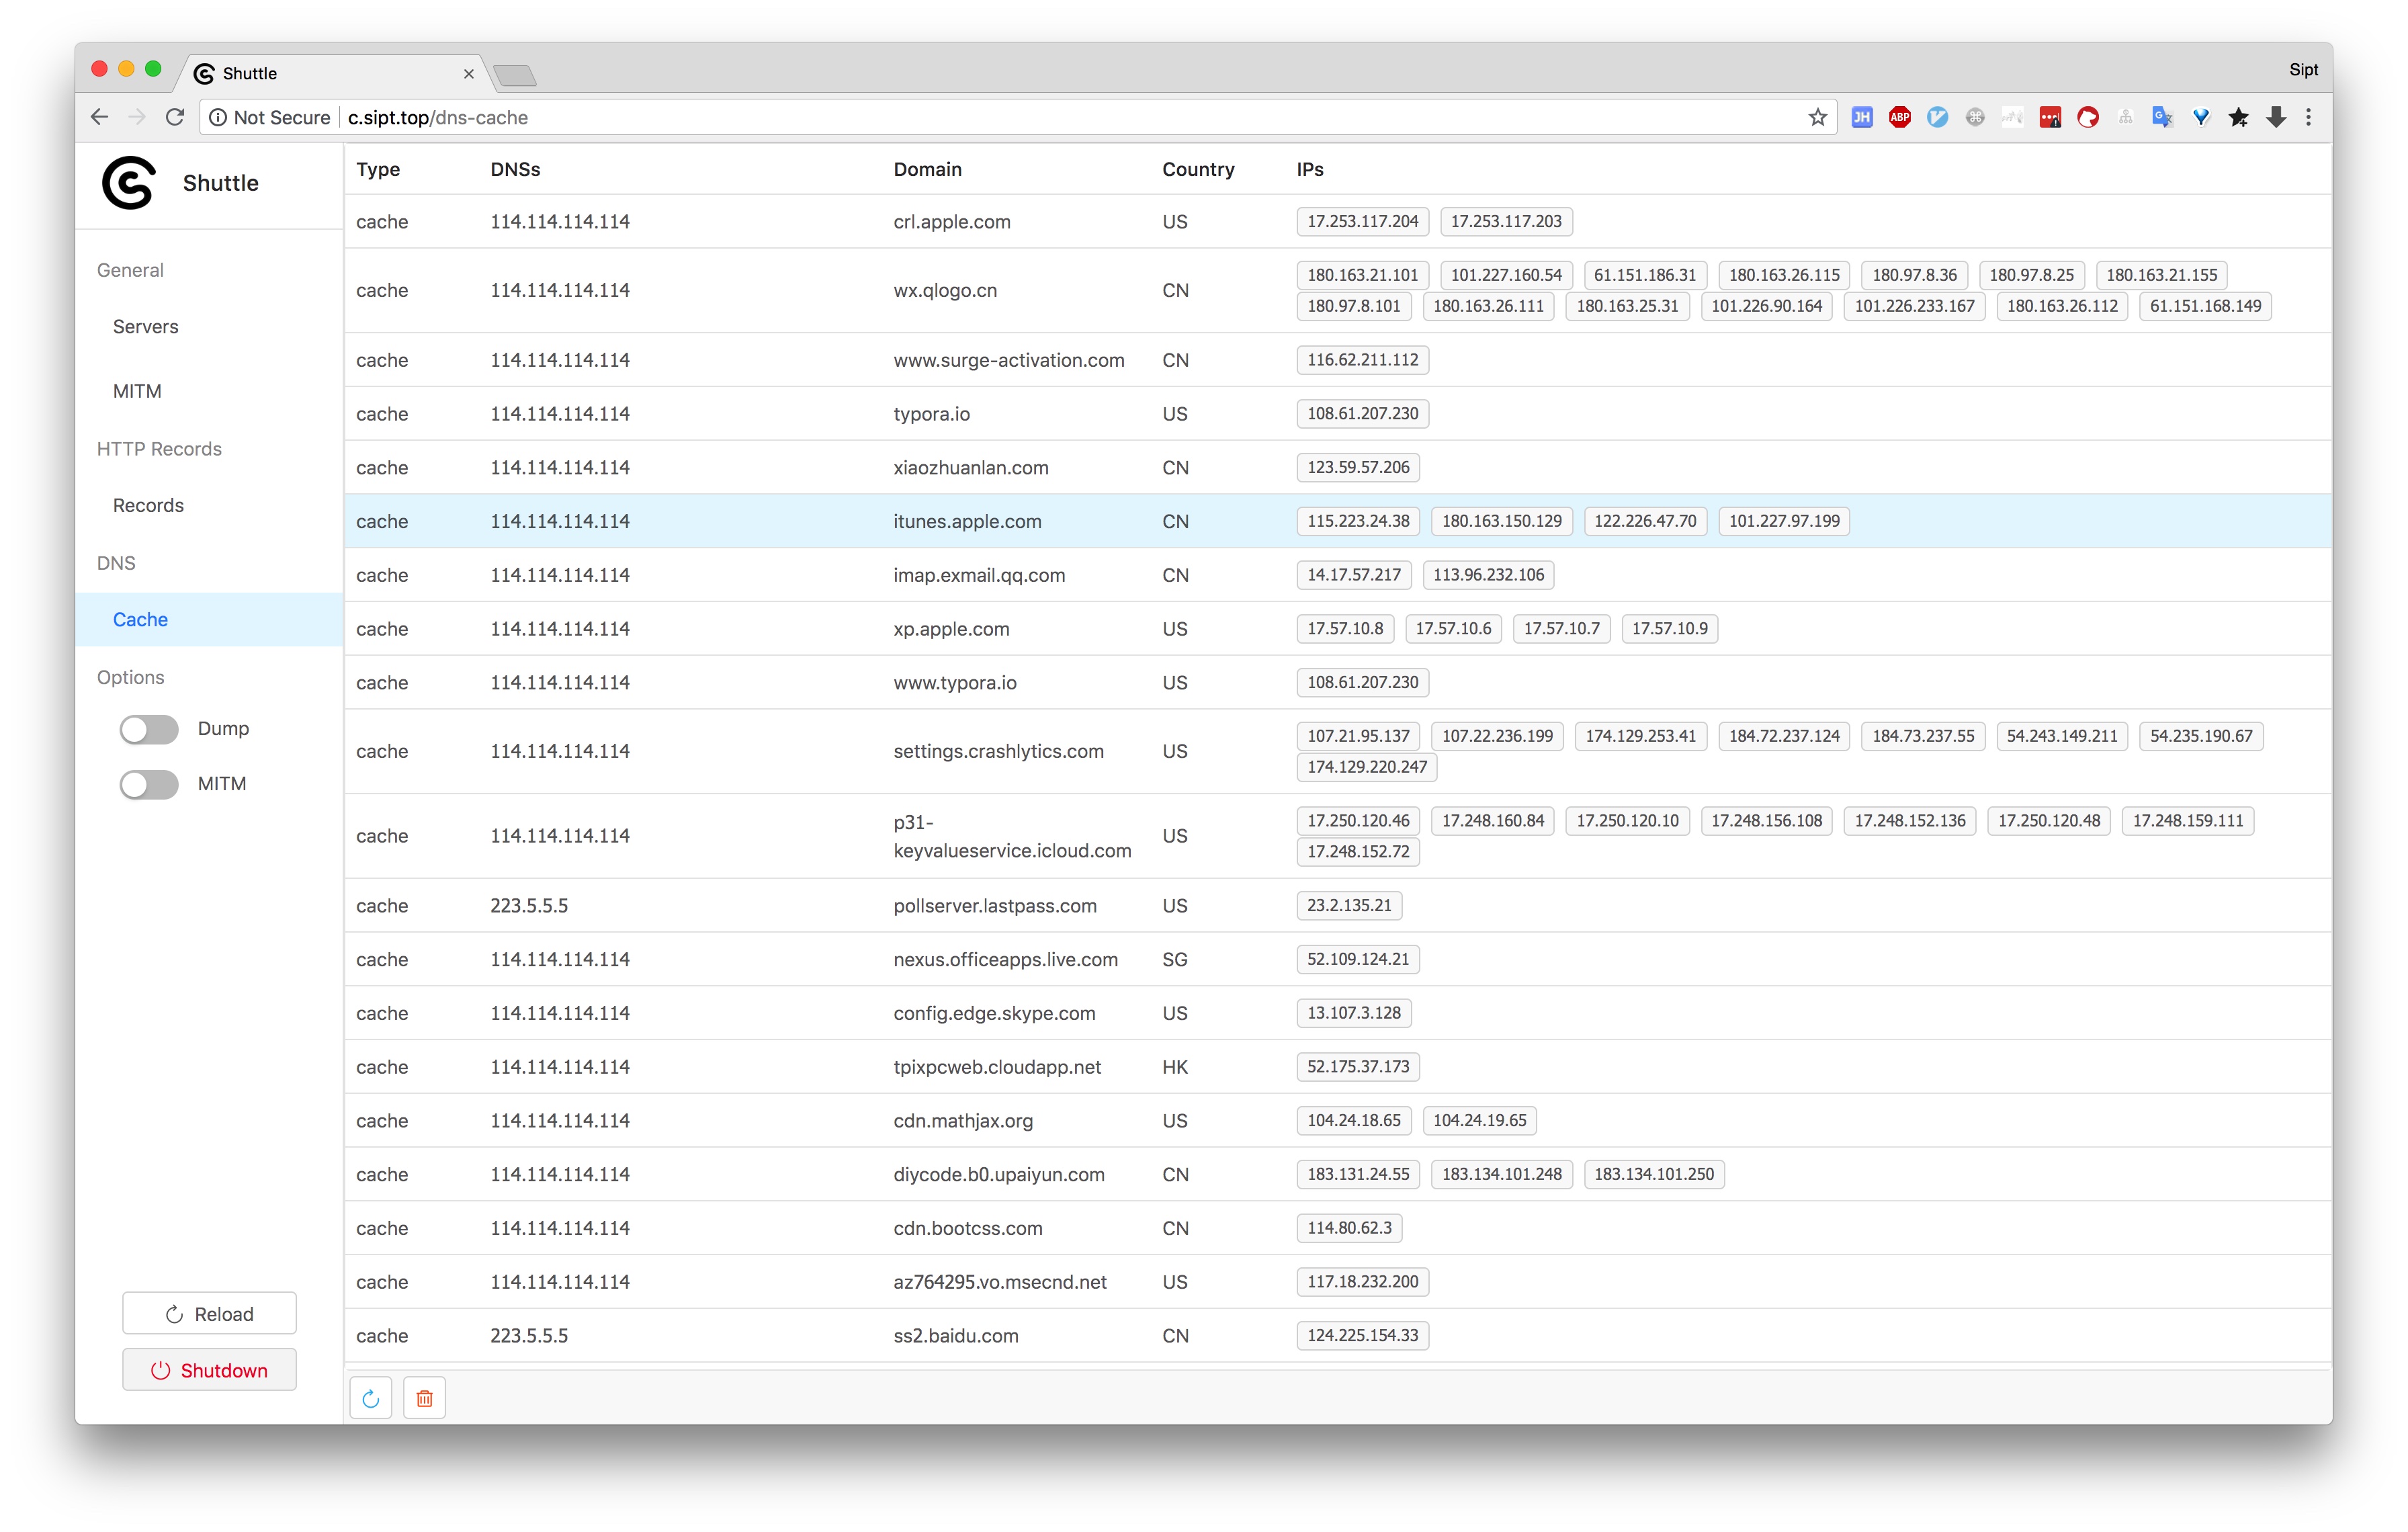 Shuttle
Sipt
Not Secure c.sipt.top/dns-cache
JH
ABP
Shuttle
General
Servers
MITM
HTTP Records
Records
DNS
Cache
Options
Dump
MITM
Reload
Shutdown
Type DNSs Domain Country IPs
cache 114.114.114.114 crl.apple.com US 17.253.117.204 17.253.117.203
cache 114.114.114.114 wx.qlogo.cn CN 180.163.21.101 101.227.160.54 61.151.186.31 180.163.26.115 180.97.8.36 180.97.8.25 180.163.21.155
180.97.8.101 180.163.26.111 180.163.25.31 101.226.90.164 101.226.233.167 180.163.26.112 61.151.168.149
cache 114.114.114.114 www.surge-activation.com CN 116.62.211.112
cache 114.114.114.114 typora.io US 108.61.207.230
cache 114.114.114.114 xiaozhuanlan.com CN 123.59.57.206
cache 114.114.114.114 itunes.apple.com CN 115.223.24.38 180.163.150.129 122.226.47.70 101.227.97.199
cache 114.114.114.114 imap.exmail.qq.com CN 14.17.57.217 113.96.232.106
cache 114.114.114.114 xp.apple.com US 17.57.10.8 17.57.10.6 17.57.10.7 17.57.10.9
cache 114.114.114.114 www.typora.io US 108.61.207.230
cache 114.114.114.114 settings.crashlytics.com US 107.21.95.137 107.22.236.199 174.129.253.41 184.72.237.124 184.73.237.55 54.243.149.211 54.235.190.67
174.129.220.247
cache 114.114.114.114 p31-
keyvalueservice.icloud.com US 17.250.120.46 17.248.160.84 17.250.120.10 17.248.156.108 17.248.152.136 17.250.120.48 17.248.159.111
17.248.152.72
cache 223.5.5.5 pollserver.lastpass.com US 23.2.135.21
cache 114.114.114.114 nexus.officeapps.live.com SG 52.109.124.21
cache 114.114.114.114 config.edge.skype.com US 13.107.3.128
cache 114.114.114.114 tpixpcweb.cloudapp.net HK 52.175.37.173
cache 114.114.114.114 cdn.mathjax.org US 104.24.18.65 104.24.19.65
cache 114.114.114.114 diycode.b0.upaiyun.com CN 183.131.24.55 183.134.101.248 183.134.101.250
cache 114.114.114.114 cdn.bootcss.com CN 114.80.62.3
cache 114.114.114.114 az764295.vo.msecnd.net US 117.18.232.200
cache 223.5.5.5 ss2.baidu.com CN 124.225.154.33